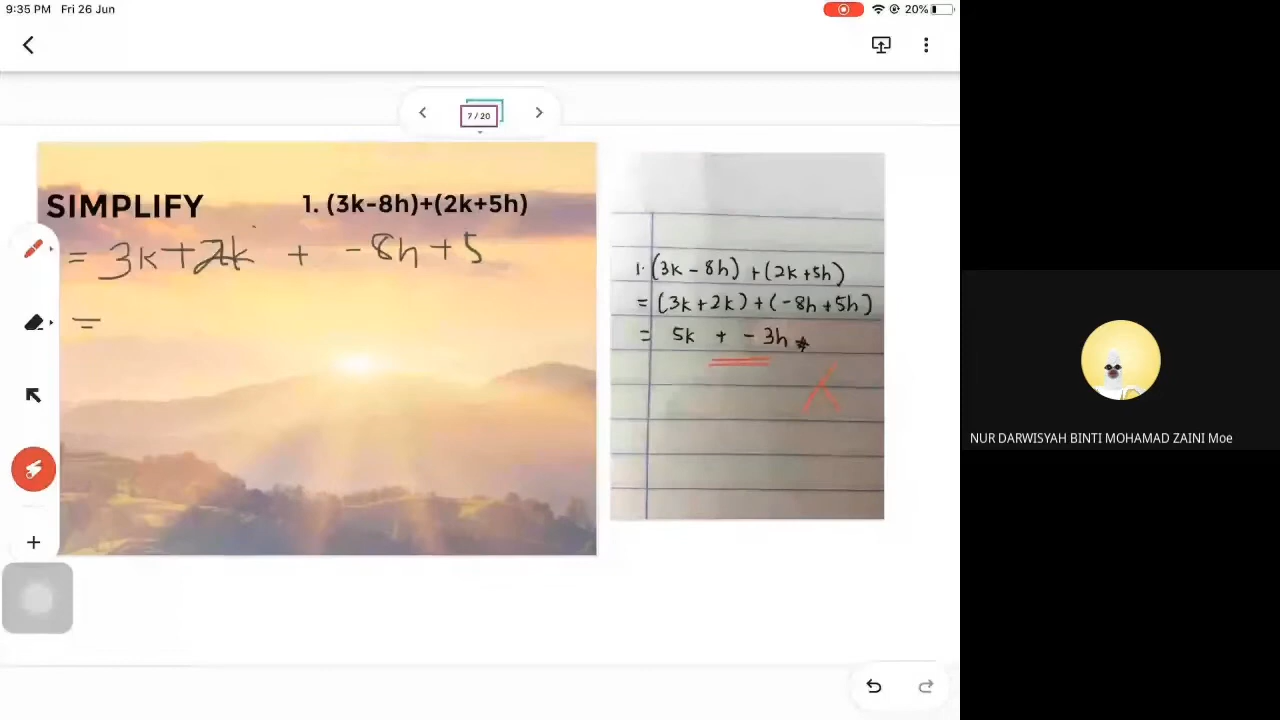 9:35 PM Fri 26 Jun
20%
7 / 20
SIMPLIFY 1. (3k-8h)+(2k+5h)
= 3k+2k + -8h+5
=
1. (3k - 8h) + (2k+5h)
= (3k+2k) + (-8h+5h)
= 5k + - 3h
NUR DARWISYAH BINTI MOHAMAD ZAINI Moe